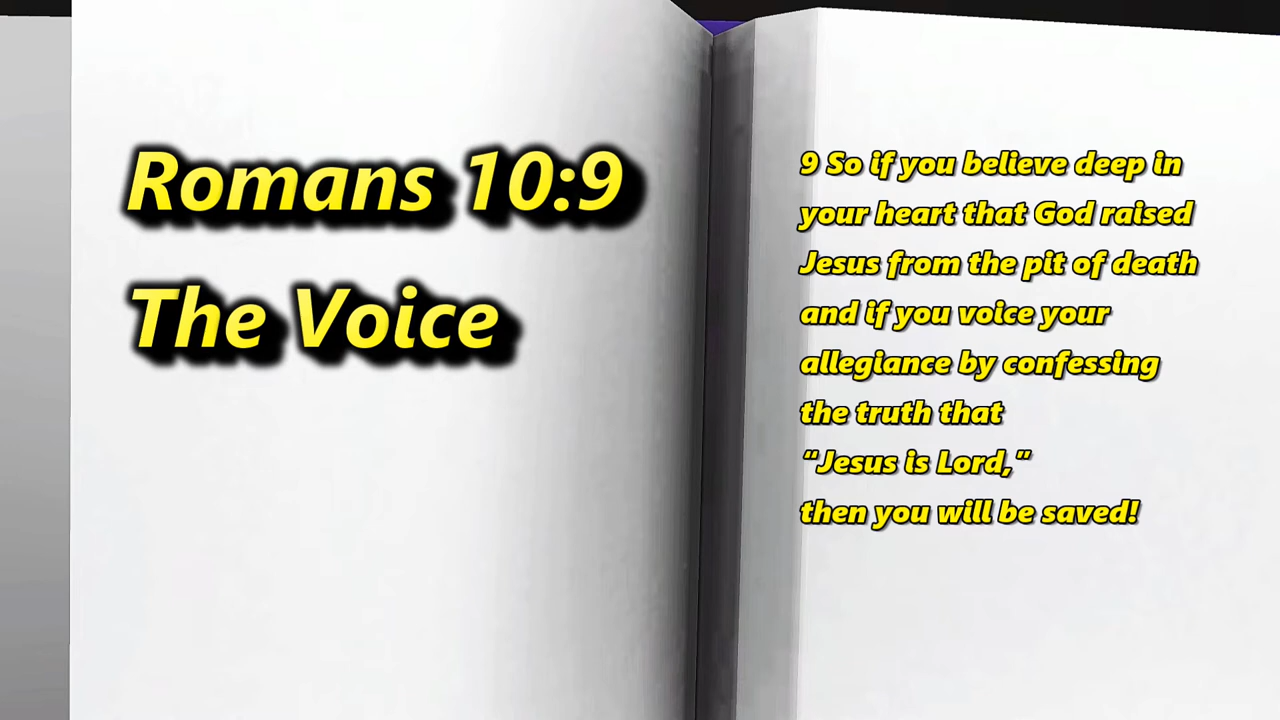 Romans 10:9
The Voice
9 So if you believe deep in
your heart that God raised
Jesus from the pit of death
and if you voice your
allegiance by confessing
the truth that
“Jesus is Lord,”
then you will be saved!